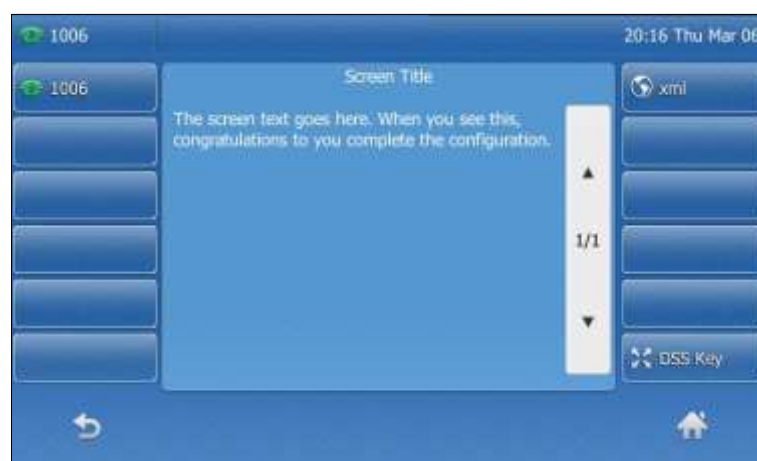 1006
20:16 Thu Mar 06
1006
Screen Title
xml
The screen text goes here. When you see this,
congratulations to you complete the configuration.
1/1
DSS Key